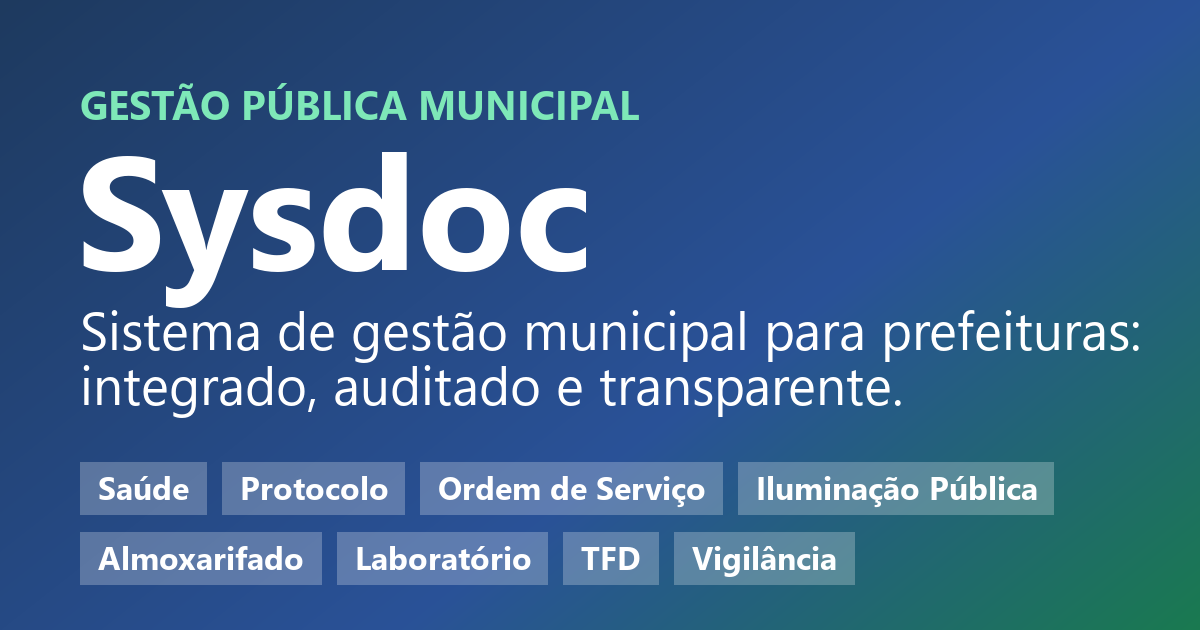 GESTÃO PÚBLICA MUNICIPAL
Sysdoc
Sistema de gestão municipal para prefeituras:
integrado, auditado e transparente.
Saúde Protocolo Ordem de Serviço Iluminação Pública
Almoxarifado Laboratório TFD Vigilância